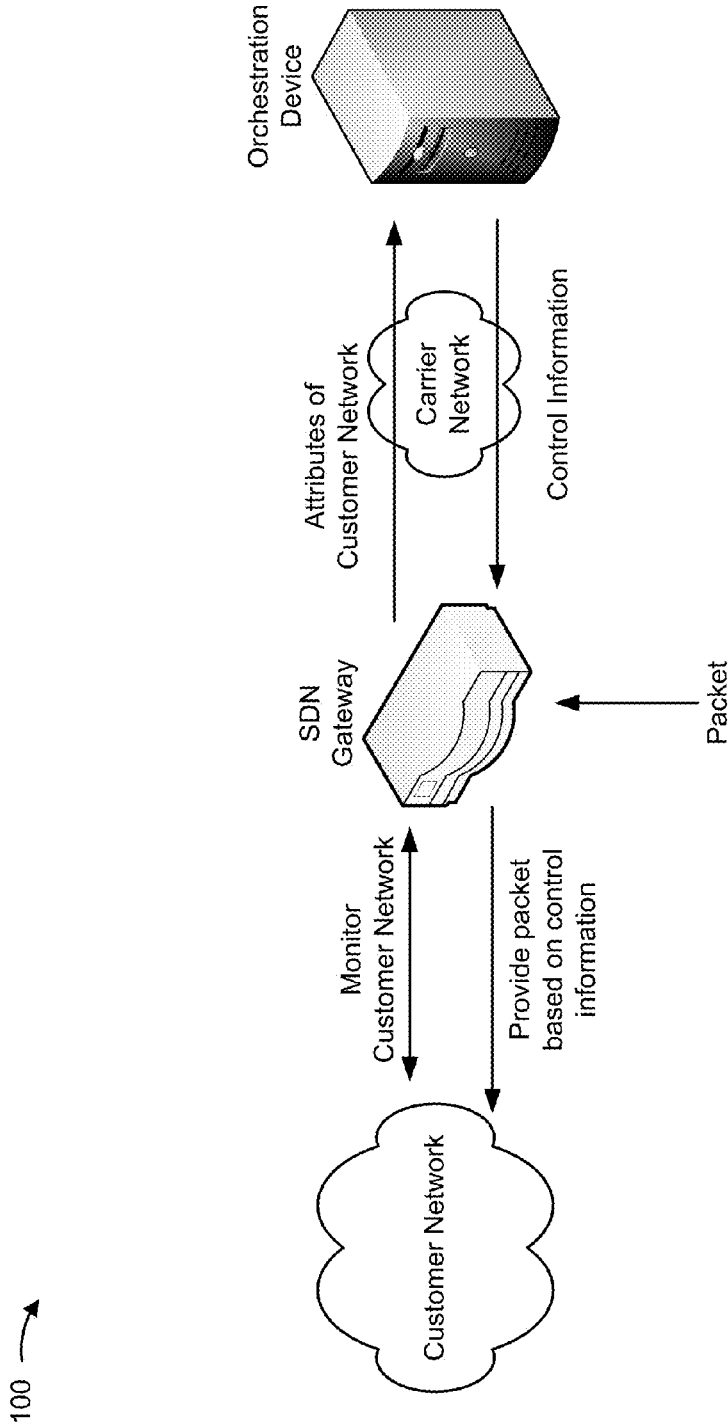 100
Customer Network
Monitor
Customer Network
Provide packet
based on control
information
SDN
Gateway
Packet
Attributes of
Customer Network
Carrier
Network
Control Information
Orchestration
Device